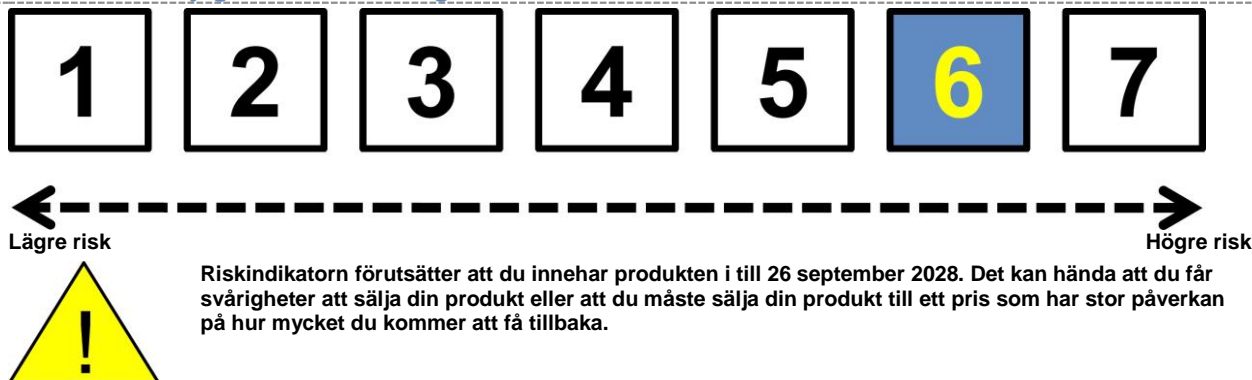 1 2 3 4 5 6 7
Lägre risk Högre risk
Riskindikatorn förutsätter att du innehar produkten i till 26 september 2028. Det kan hända att du får
svårigheter att sälja din produkt eller att du måste sälja din produkt till ett pris som har stor påverkan
på hur mycket du kommer att få tillbaka.
!